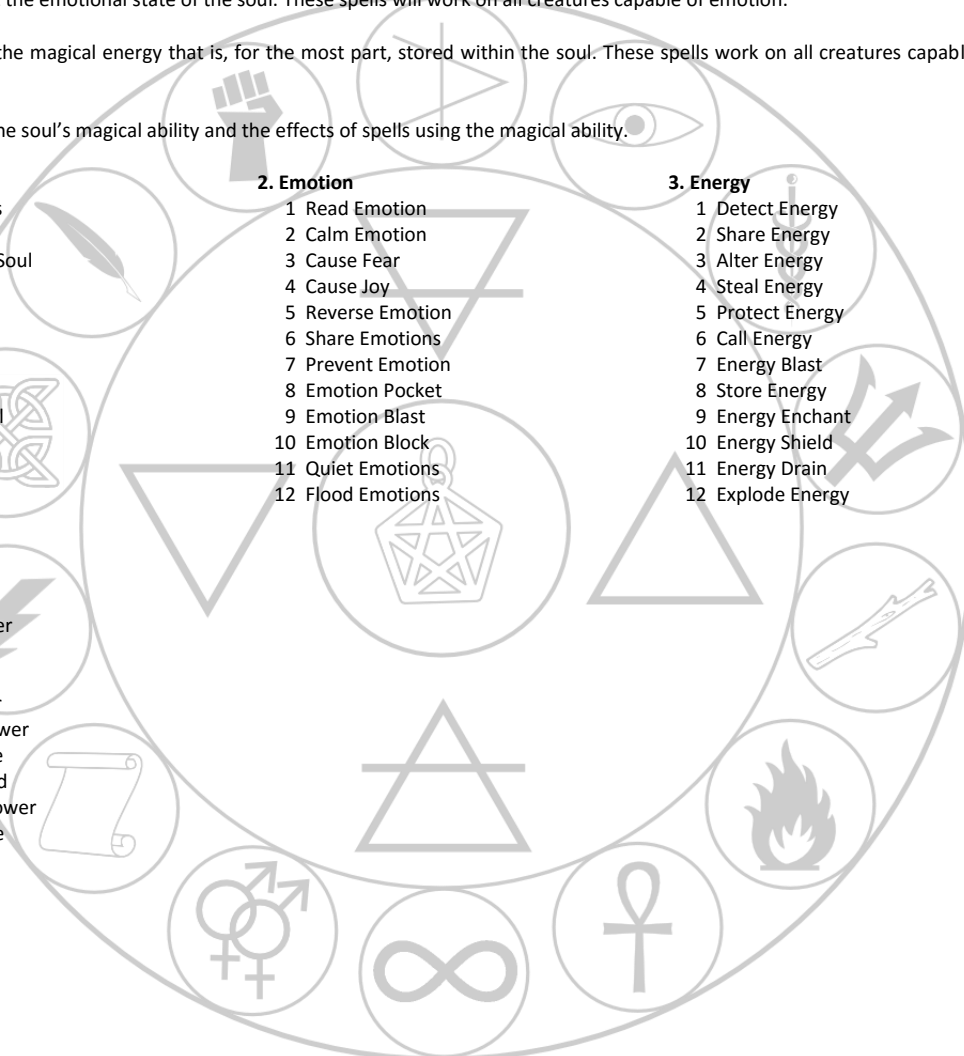 the emotional state of the soul. These spells will work on all creatures capable of emotion.
the magical energy that is, for the most part, stored within the soul. These spells work on all creatures
soul's magical ability and the effects of spells using the magical ability.
2. Emotion
1 Read Emotion
2 Calm Emotion
3 Cause Fear
4 Cause Joy
5 Reverse Emotion
6 Share Emotions
7 Prevent Emotion
8 Emotion Pocket
9 Emotion Blast
10 Emotion Block
11 Quiet Emotions
12 Flood Emotions
3. Energy
1 Detect Energy
2 Share Energy
3 Alter Energy
4 Steal Energy
5 Protect Energy
6 Call Energy
7 Energy Blast
8 Store Energy
9 Energy Enchant
10 Energy Shield
11 Energy Drain
12 Explode Energy
Soul